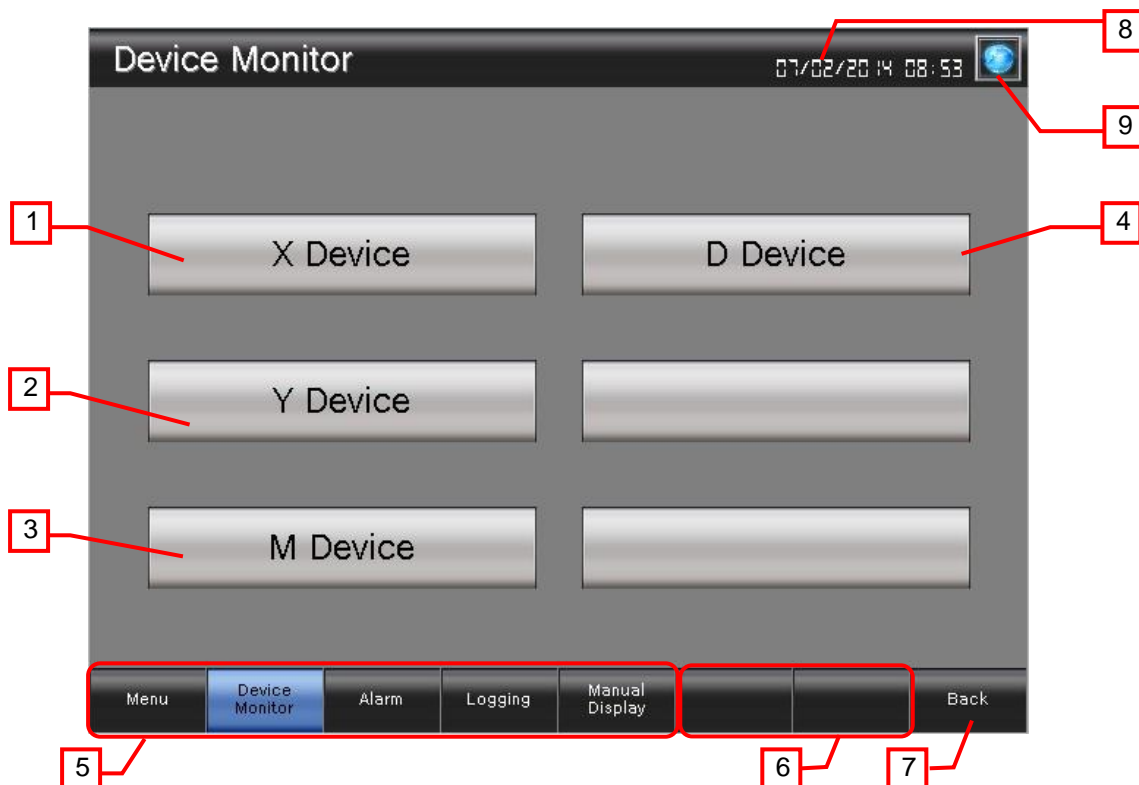 8
Device Monitor
07/02/2014 08:53
9
1
X Device
D Device
4
2
Y Device
3
M Device
Menu
Device
Monitor
Alarm
Logging
Manual
Display
Back
5
6
7